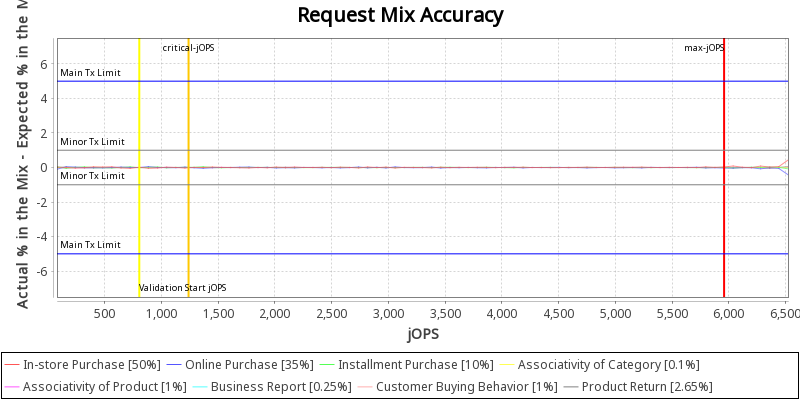 Request Mix Accuracy
Actual % in the Mix - Expected % in the M
critical-jOPS
max-jOPS
6
Main Tx Limit
4
2
Minor Tx Limit
0
Minor Tx Limit
-2
-4
Main Tx Limit
-6
Validation Start jOPS
500 1,000 1,500 2,000 2,500 3,000 3,500 4,000 4,500 5,000 5,500 6,000 6,500
jOPS
In-store Purchase [50%] Online Purchase [35%] Installment Purchase [10%] Associativity of Category [0.1%]
Associativity of Product [1%] Business Report [0.25%] Customer Buying Behavior [1%] Product Return [2.65%]